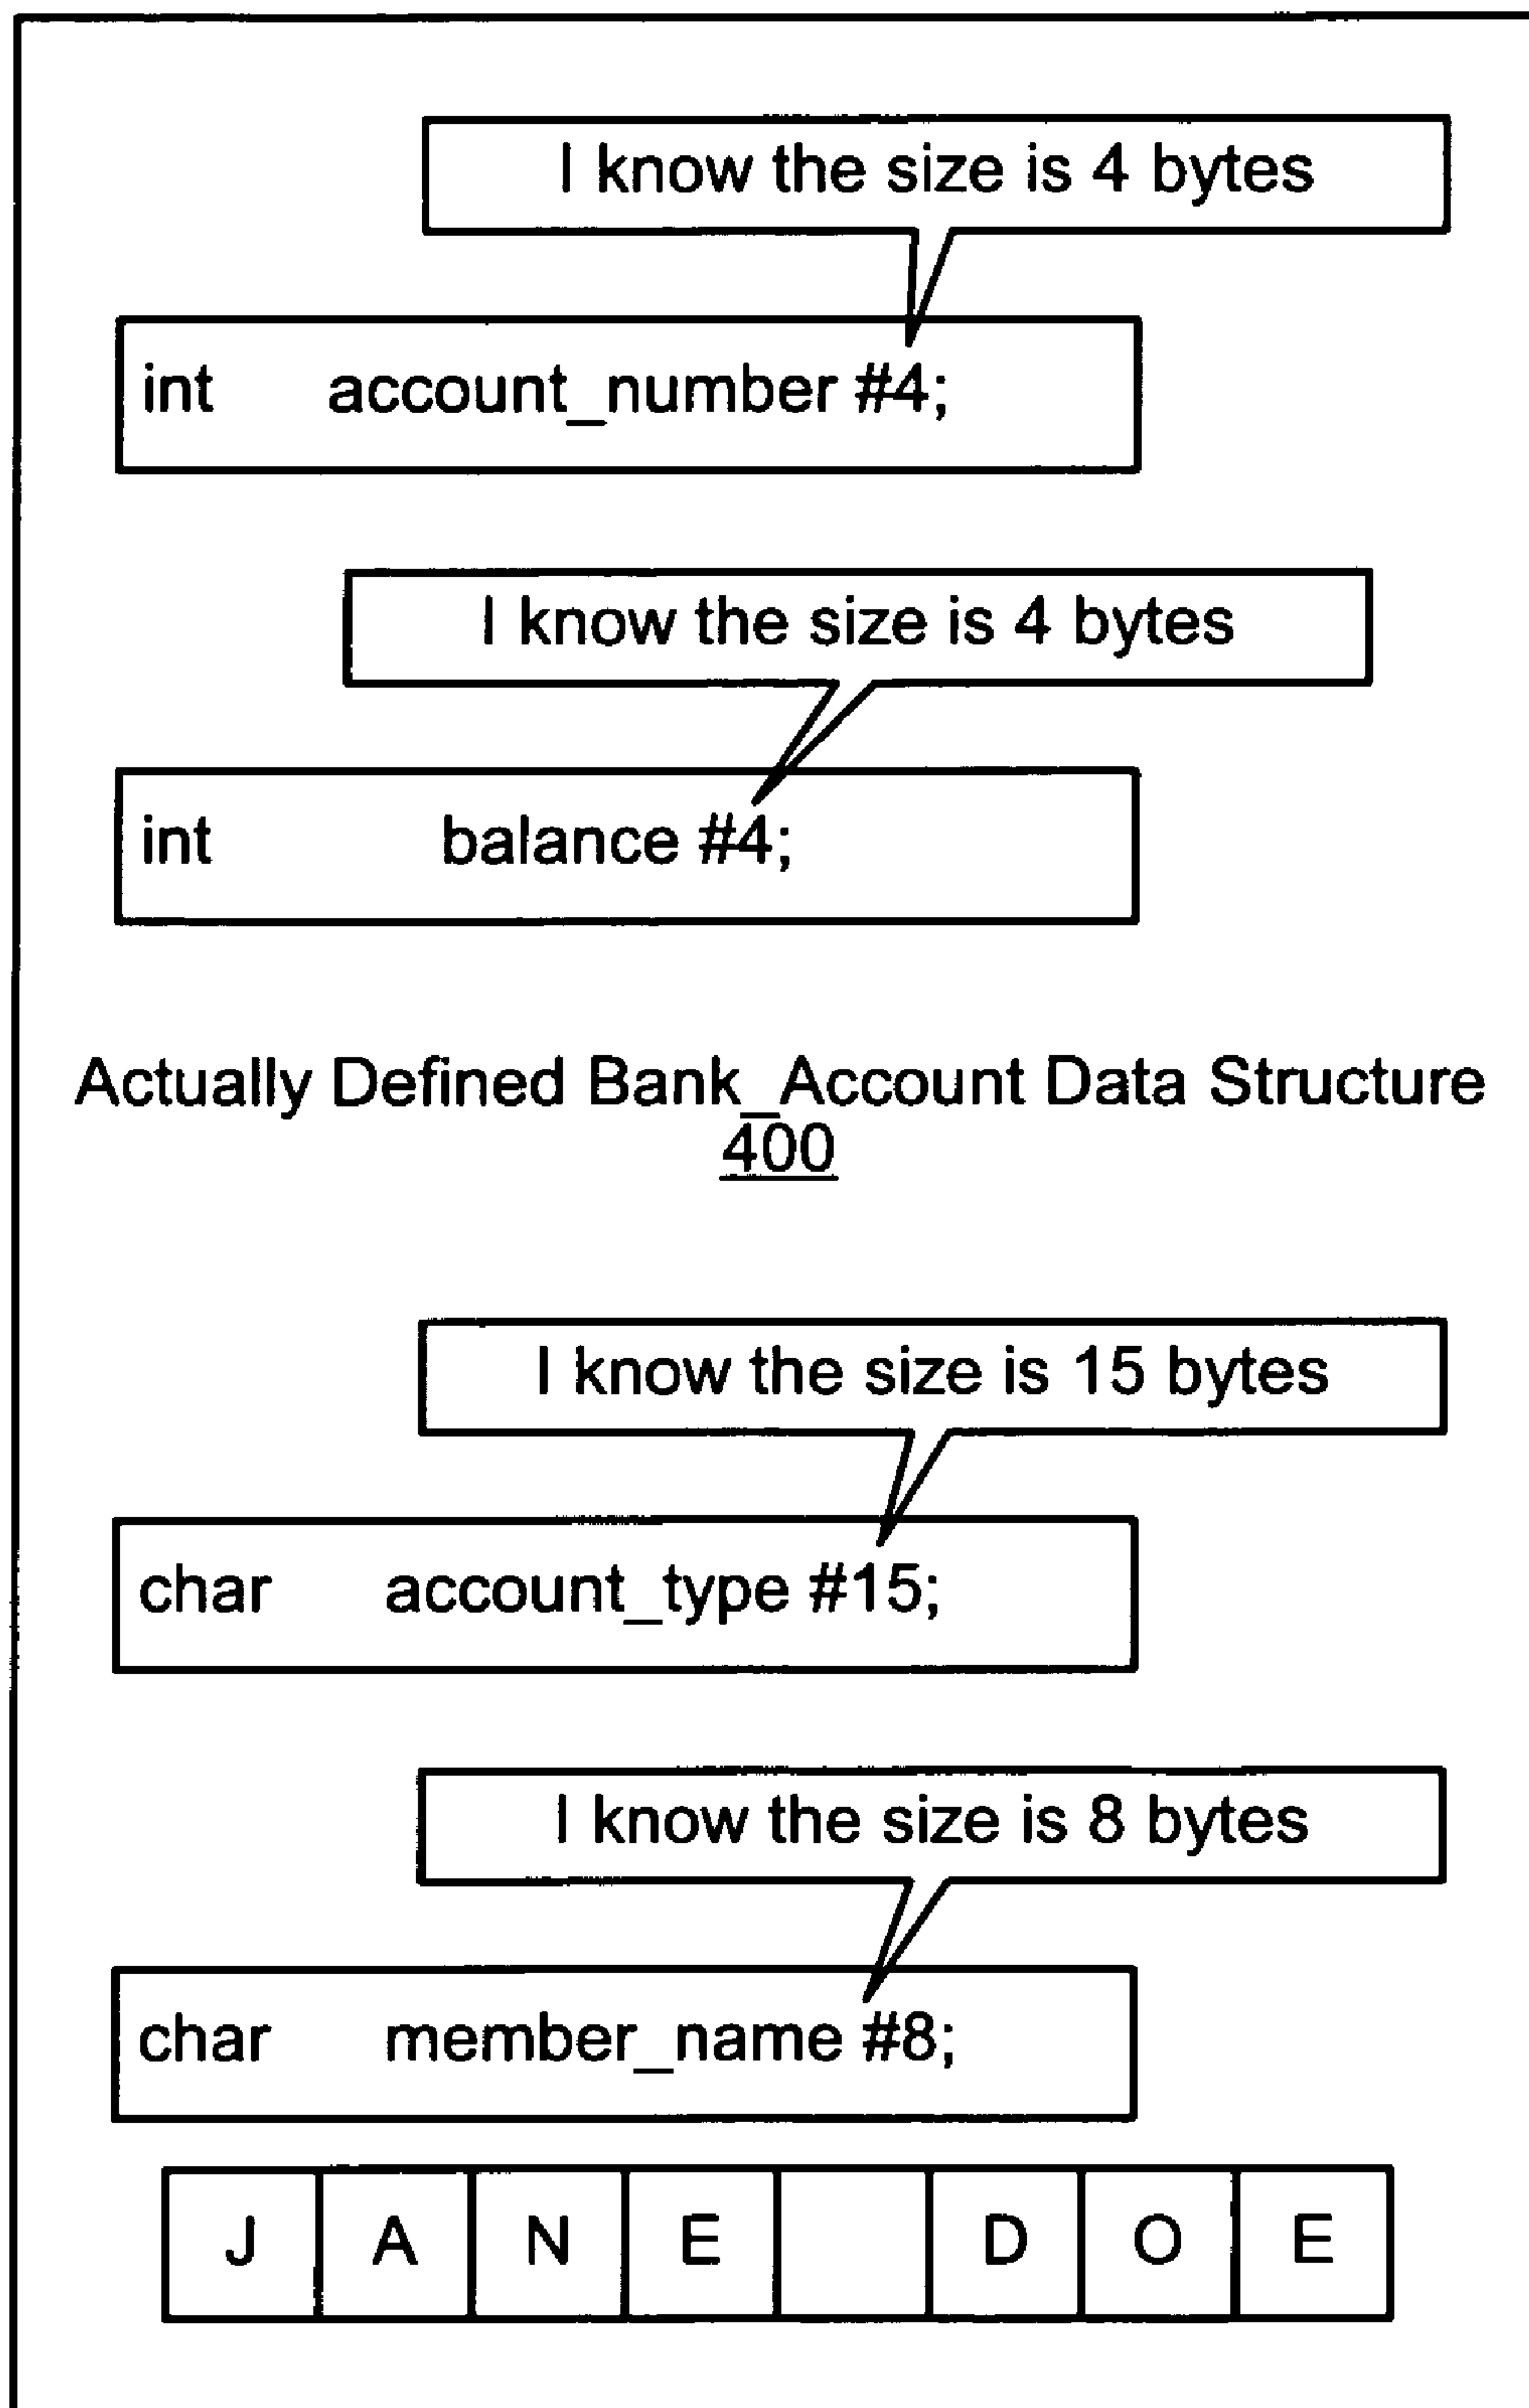 I know the size is 4 bytes
int account_number #4;
I know the size is 4 bytes
int balance #4;
Actually Defined Bank_Account Data Structure
400
I know the size is 15 bytes
char account_type #15;
I know the size is 8 bytes
char member_name #8;
J A N E D O E